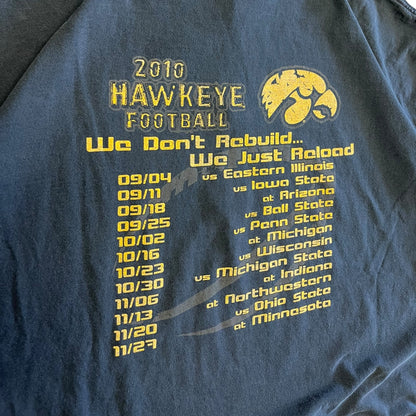 2010
HAWKEYE
FOOTBALL
We Don't Rebuild...
We Just Reload
09/04 vs Eastern Illinois
09/11 vs Iowa State
09/18 at Arizona
09/25 vs Ball State
10/02 vs Penn State
10/16 at Michigan
10/23 vs Wisconsin
10/30 vs Michigan State
11/06 at Indiana
11/13 at Northwestern
11/20 vs Ohio State
11/27 at Minnesota